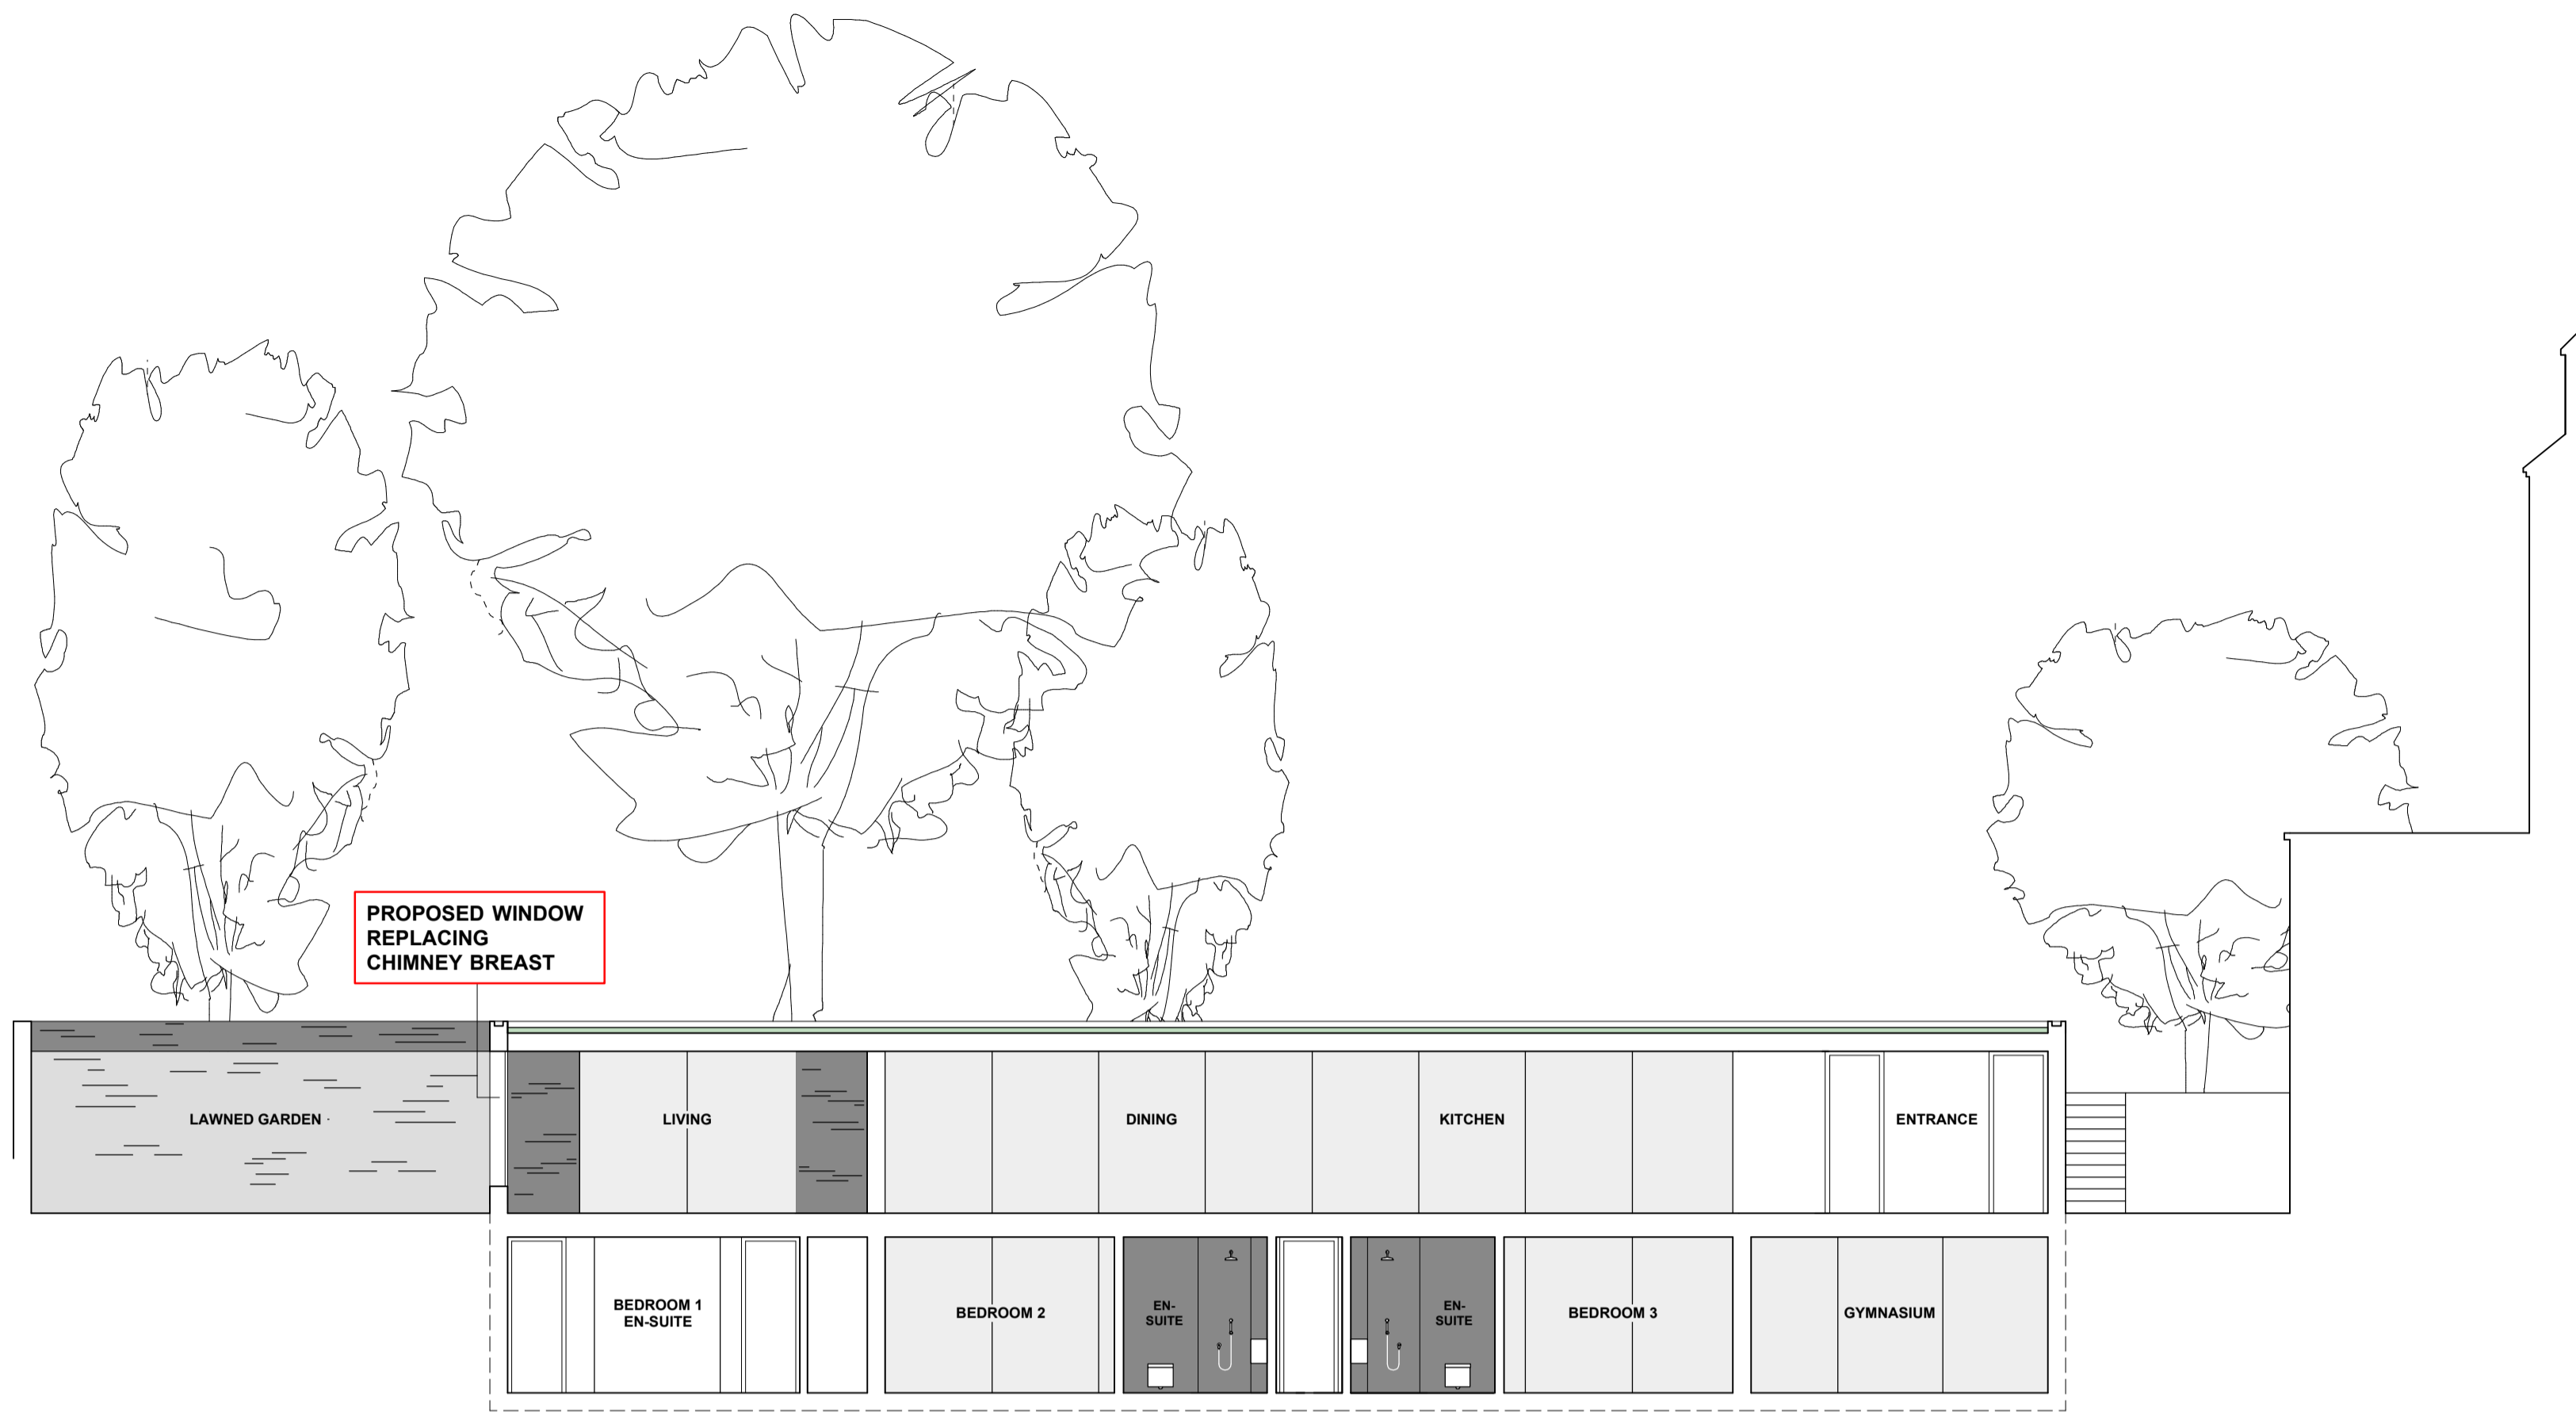 PROPOSED WINDOW
REPLACING
CHIMNEY BREAST
LAWNED GARDEN
LIVING
DINING
KITCHEN
ENTRANCE
BEDROOM 1
EN-SUITE
BEDROOM 2
EN-
SUITE
EN-
SUITE
BEDROOM 3
GYMNASIUM